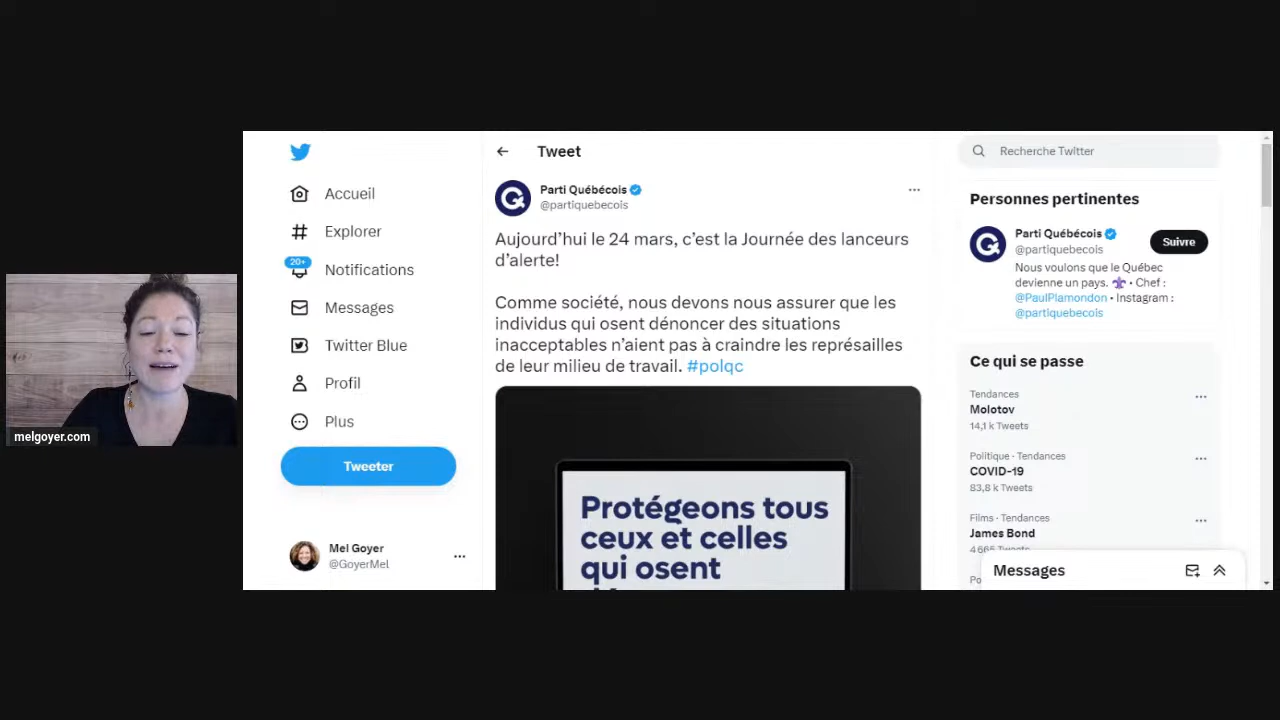 melgoyer.com
Accueil
Explorer
20+
Notifications
Messages
Twitter Blue
Profil
Plus
Tweeter
Mel Goyer
@GoyerMel
Tweet
Parti Québécois
@partiquebecois
Aujourd’hui le 24 mars, c’est la Journée des lanceurs
d’alerte!
Comme société, nous devons nous assurer que les
individus qui osent dénoncer des situations
inacceptables n’aient pas à craindre les représailles
de leur milieu de travail. #polqc
Protégeons tous
ceux et celles
qui osent
Recherche Twitter
Personnes pertinentes
Parti Québécois
@partiquebecois
Suivre
Nous voulons que le Québec
devienne un pays. ⚜️ • Chef :
@PaulPlamondon • Instagram :
@partiquebecois
Ce qui se passe
Tendances
Molotov
14,1 k Tweets
Politique · Tendances
COVID-19
83,8 k Tweets
Films · Tendances
James Bond
4 665 Tweets
Po
Messages